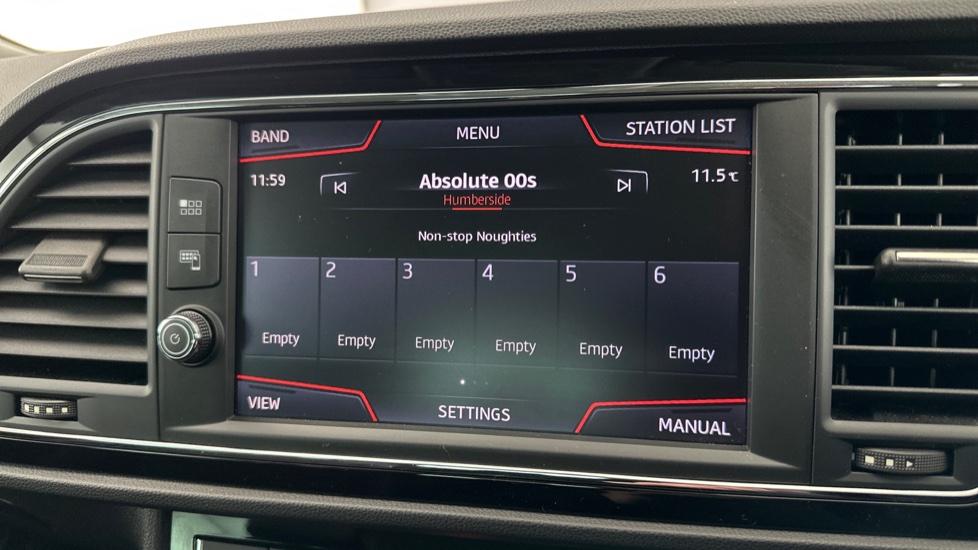 BAND MENU STATION LIST
11:59 Absolute 00s 11.5℃
Humberside
Non-stop Noughties
1 2 3 4 5 6
Empty Empty Empty Empty Empty Empty
VIEW SETTINGS MANUAL